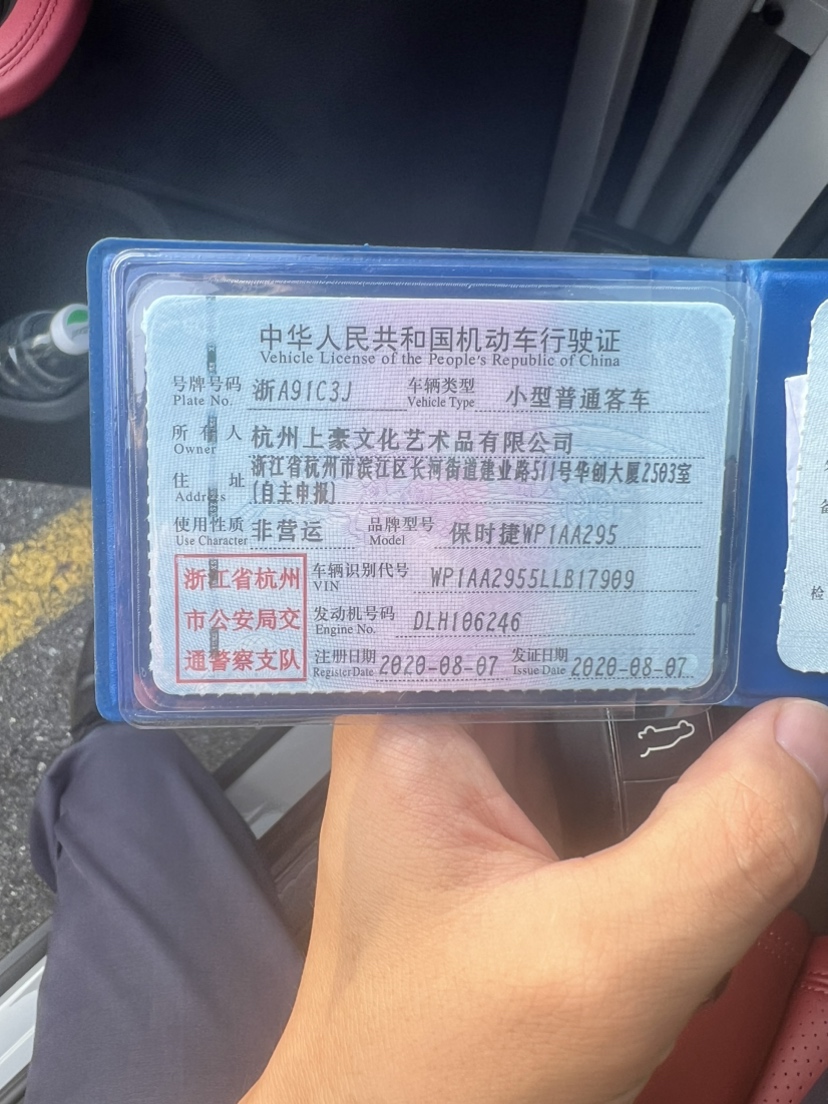 中华人民共和国机动车行驶证
Vehicle License of the People's Republic of China
号牌号码 浙A91C3J 车辆类型 小型普通客车
Plate No. Vehicle Type
所有人 杭州上豪文化艺术品有限公司
Owner
住址 浙江省杭州市滨江区长河街道建业路511号华创大厦2503室
Address [自主申报]
使用性质 非营运 品牌型号 保时捷WP1AA295
Use Character Model
浙江省杭州
市公安局交
通警察支队
车辆识别代号 WP1AA2955LLB17909
VIN
发动机号码 DLH106246
Engine No.
注册日期 2020-08-07 发证日期 2020-08-07
Register Date Issue Date
检